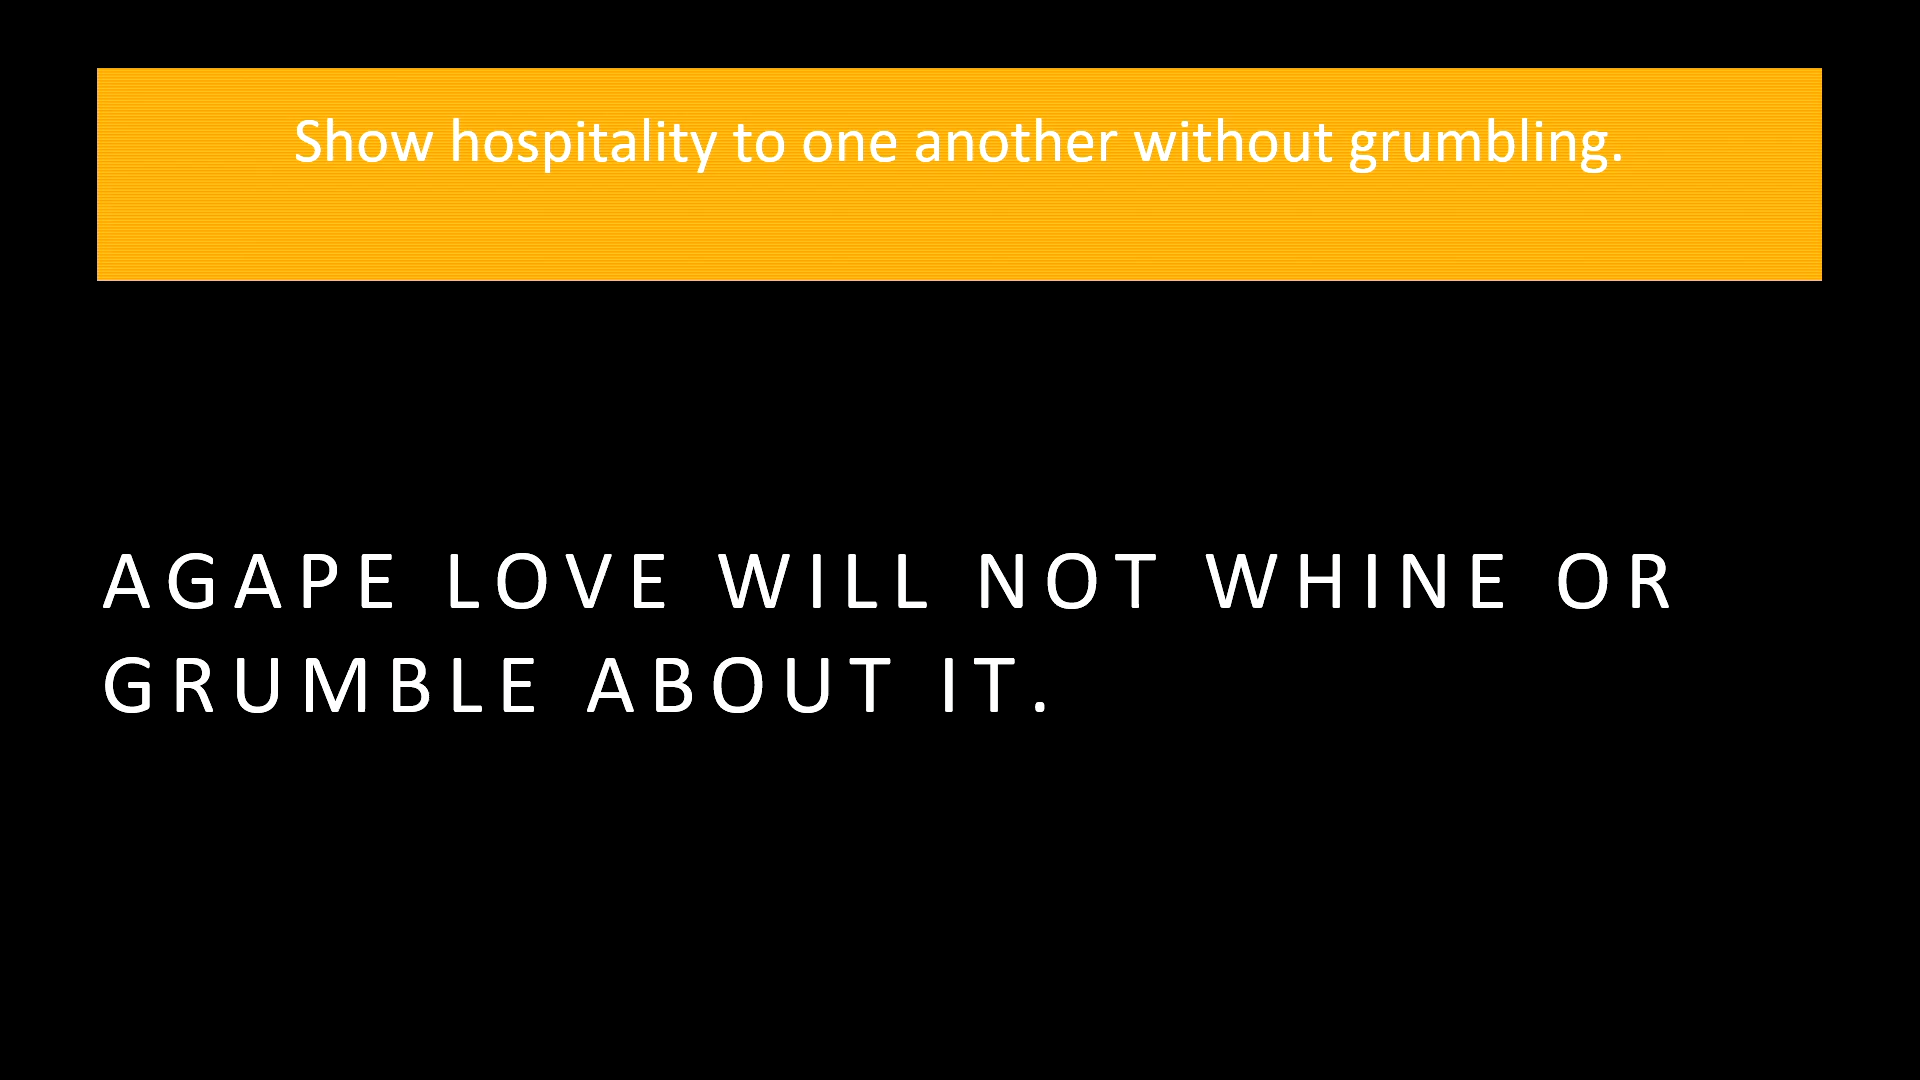 Show hospitality to one another without grumbling.
AGAPE LOVE WILL NOT WHINE OR
GRUMBLE ABOUT IT.